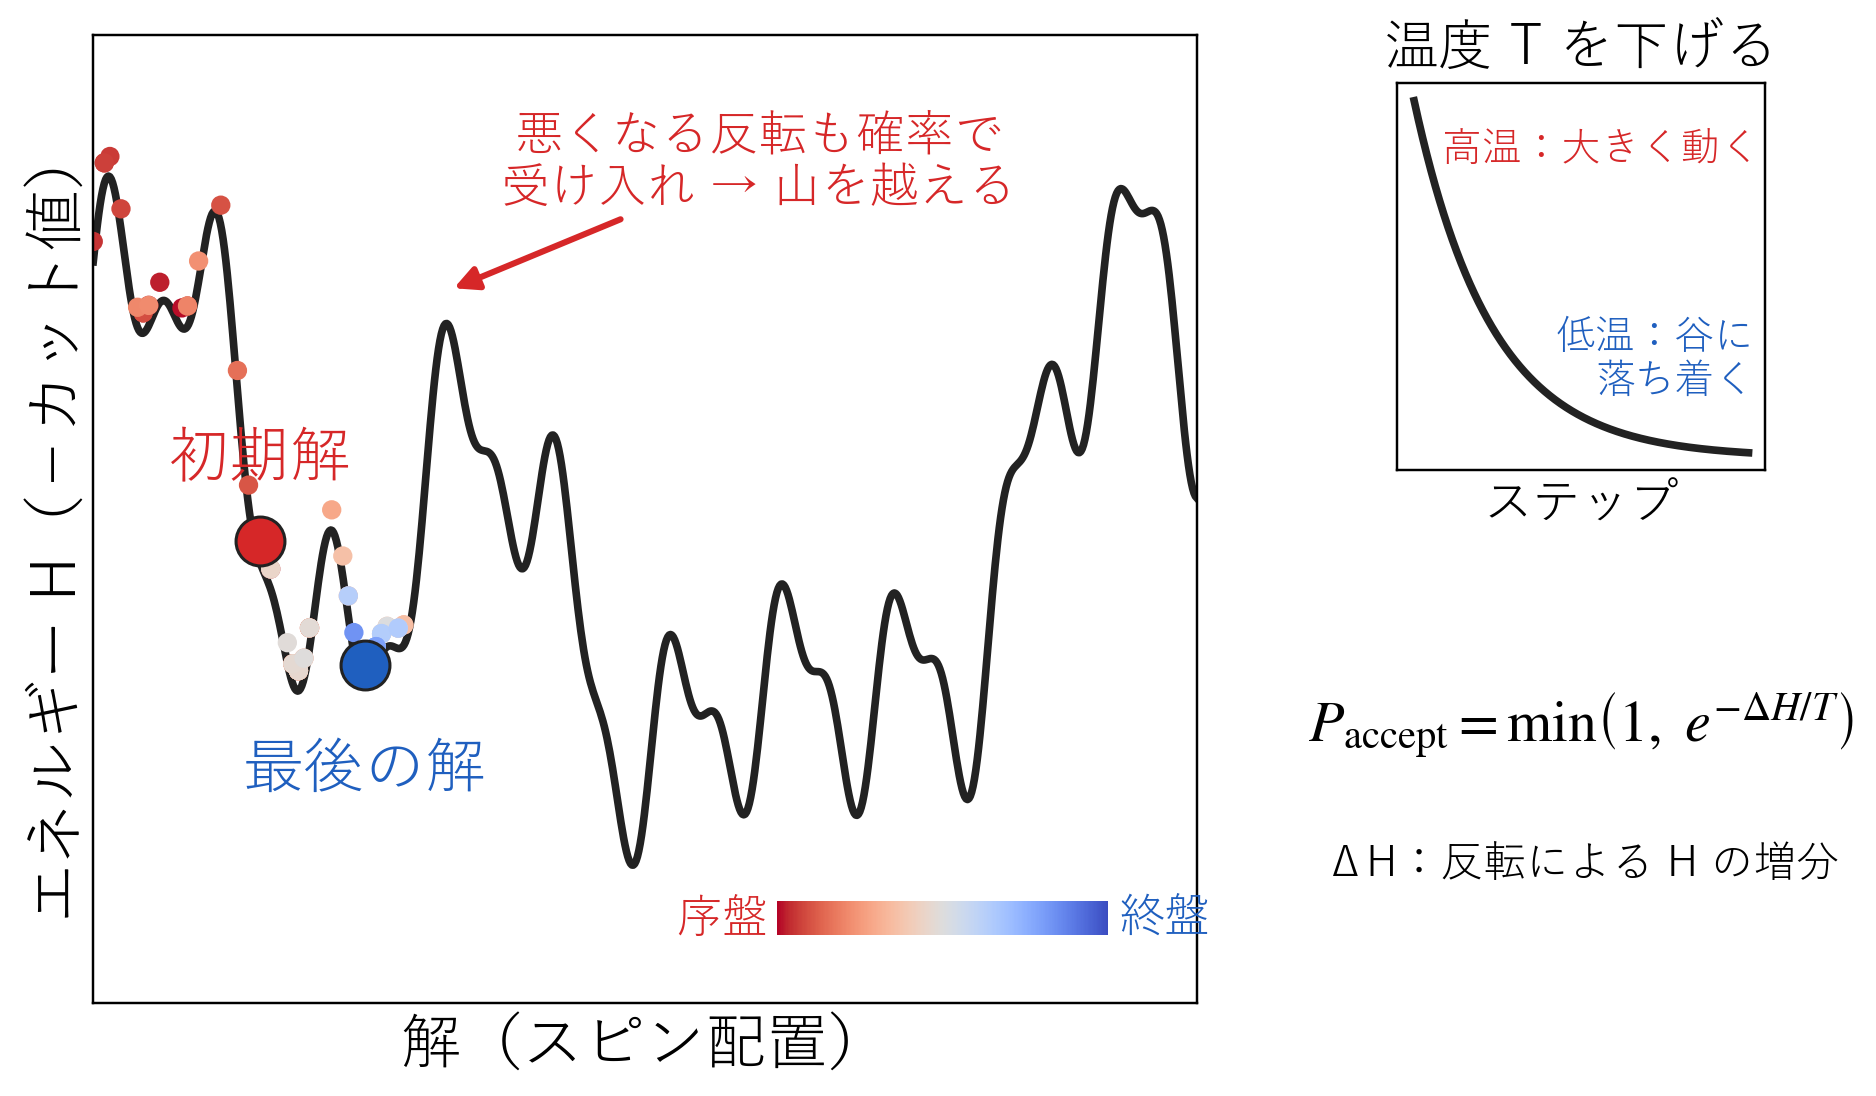 エネルギー H（－カット値）
悪くなる反転も確率で
受け入れ → 山を越える
初期解
最後の解
序盤
終盤
解（スピン配置）
温度 T を下げる
高温：大きく動く
低温：谷に
落ち着く
ステップ
P_accept = min(1, e^{−ΔH/T})
ΔH：反転による H の増分